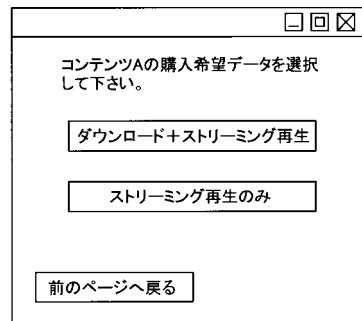 コンテンツAの購入希望データを選択
して下さい。
ダウンロード＋ストリーミング再生
ストリーミング再生のみ
前のページへ戻る